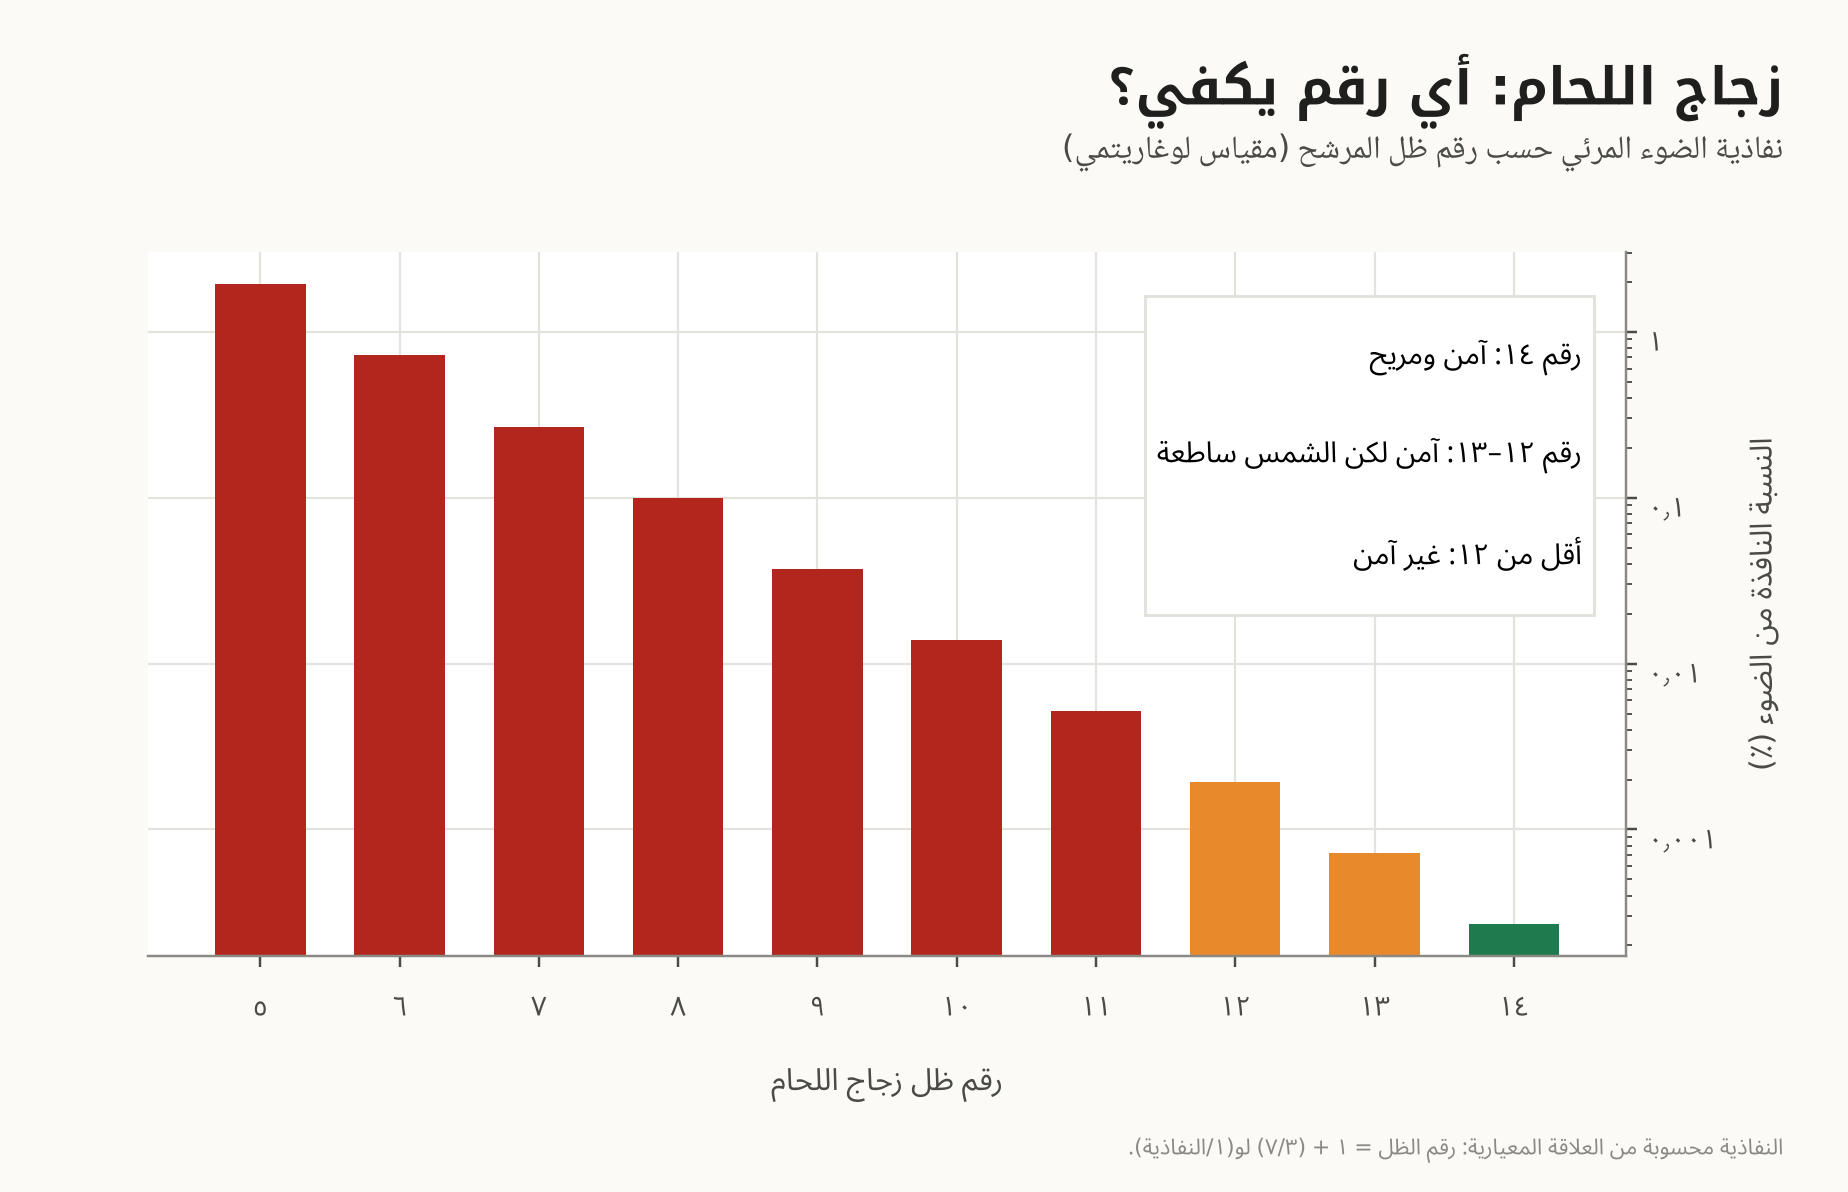 زجاج اللحام: أي رقم يكفي؟
نفاذية الضوء المرئي حسب رقم ظل المرشح (مقياس لوغاريتمي)
رقم ١٤: آمن ومريح
رقم ١٢–١٣: آمن لكن الشمس ساطعة
أقل من ١٢: غير آمن
١
٠٫١
٠٫٠١
٠٫٠٠١
النسبة النافذة من الضوء (٪)
٥ ٦ ٧ ٨ ٩ ١٠ ١١ ١٢ ١٣ ١٤
رقم ظل زجاج اللحام
النفاذية محسوبة من العلاقة المعيارية: رقم الظل = ١ + (٧/٣) لو(١/النفاذية).